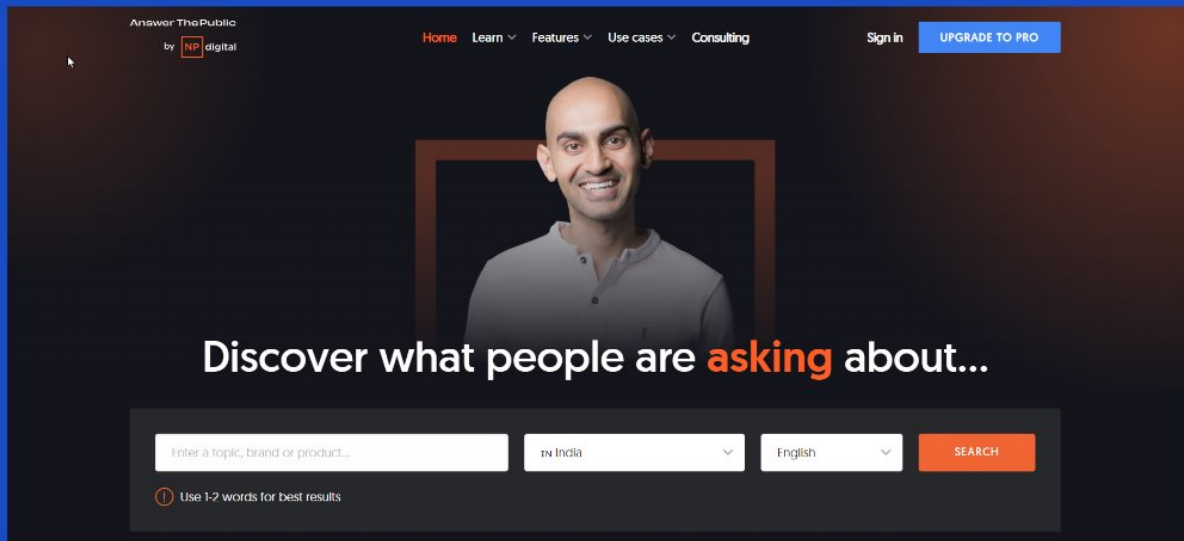 Answer The Public
by NP digital
Home Learn Features Use cases Consulting
Sign in
UPGRADE TO PRO
Discover what people are asking about...
Enter a topic, brand or product...
IN India
English
SEARCH
! Use 1-2 words for best results